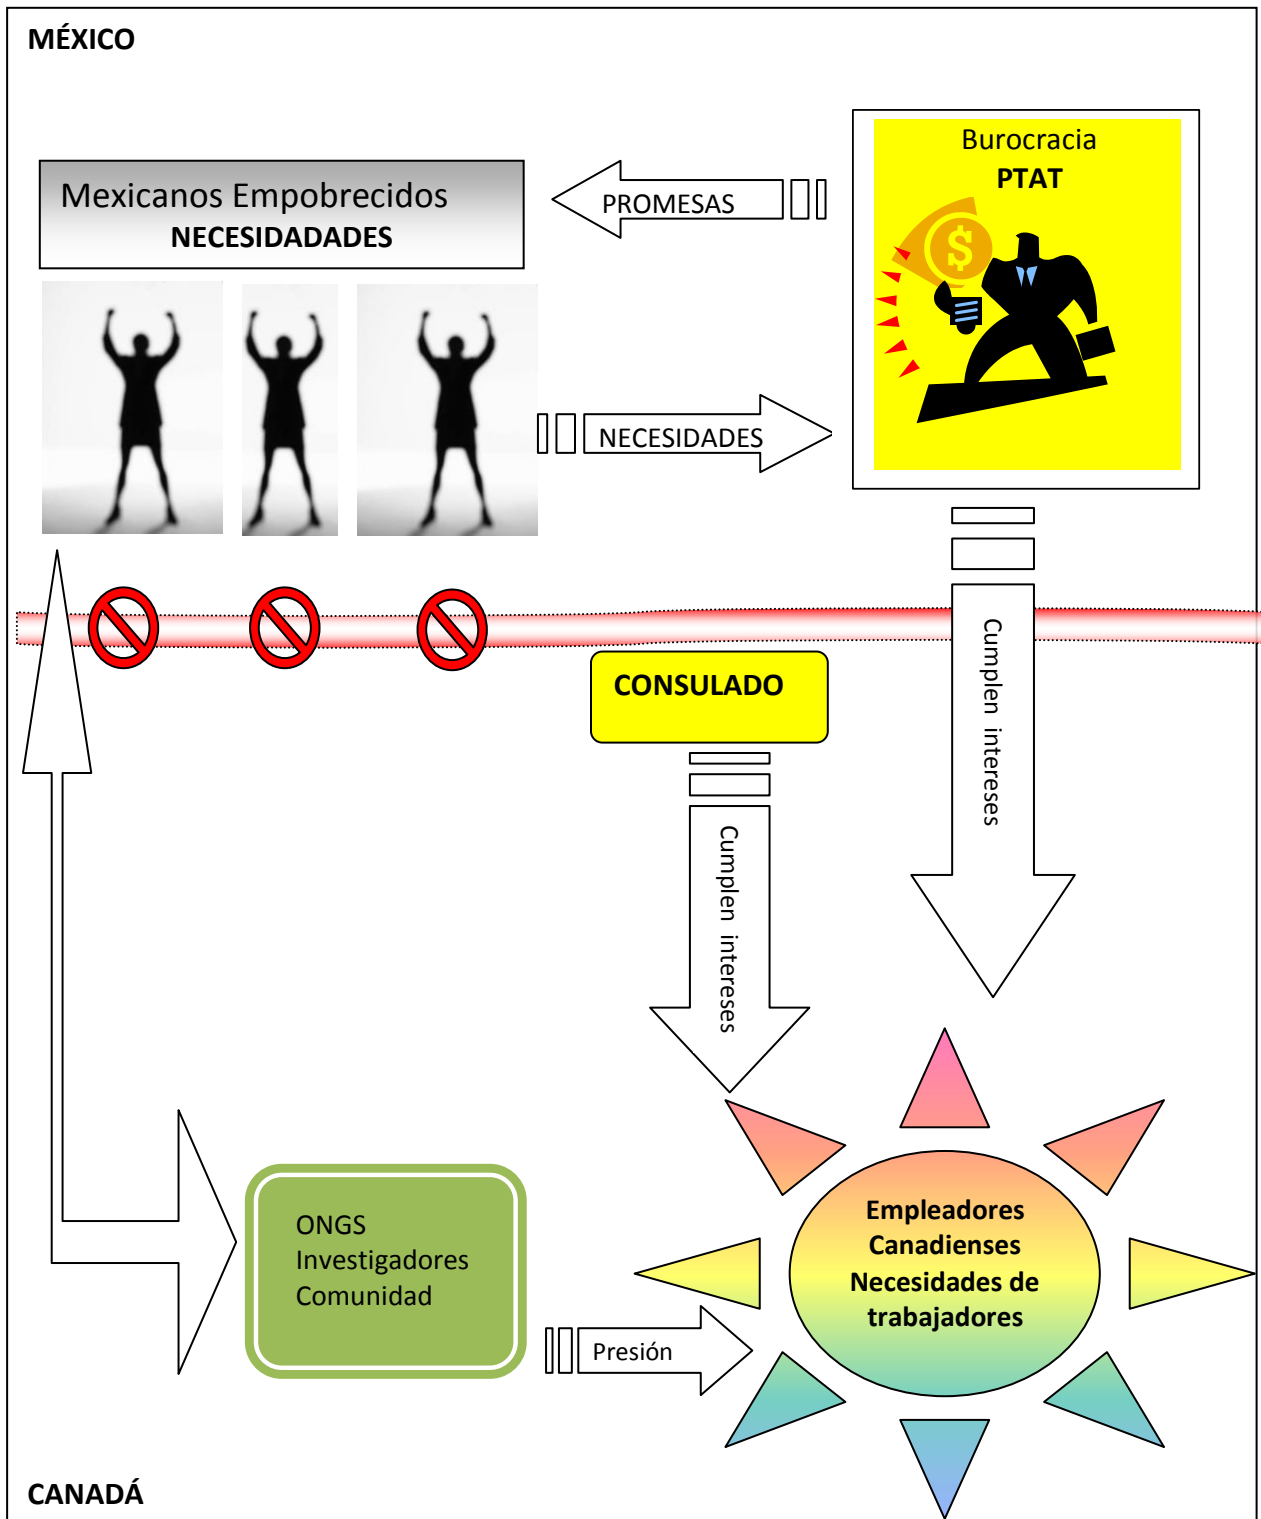 MÉXICO
Burocracia
PTAT
Mexicanos Empobrecidos
NECESIDADADES
PROMESAS
$
NECESIDADES
Cumplen intereses
CONSULADO
Cumplen intereses
ONGS
Investigadores
Comunidad
Presión
Empleadores
Canadienses
Necesidades de
trabajadores
CANADÁ